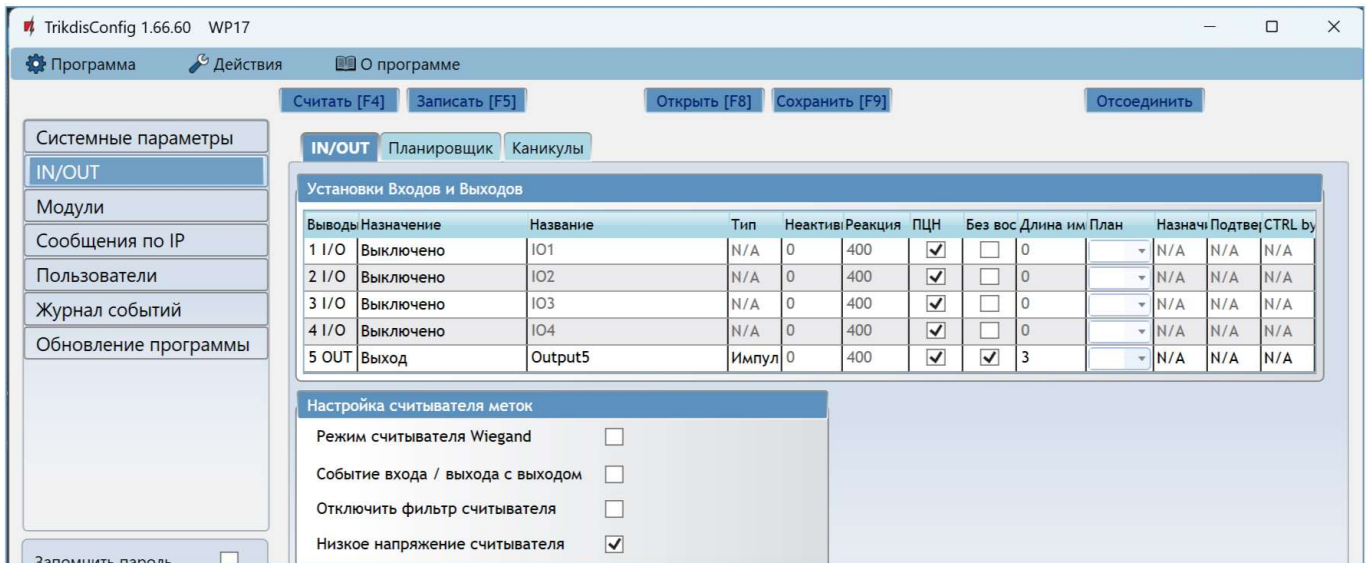 TrikdisConfig 1.66.60 WP17
Программа Действия О программе
Считать [F4] Записать [F5] Открыть [F8] Сохранить [F9] Отсоединить
Системные параметры
IN/OUT
Модули
Сообщения по IP
Пользователи
Журнал событий
Обновление программы
Запомнить пароль
IN/OUT Планировщик Каникулы
Установки Входов и Выходов
Выводы Назначение Название Тип Неактив Реакция ПЦН Без вос Длина им План Назнач Подтве CTRL by
1 I/O Выключено IO1 N/A 0 400 0 N/A N/A N/A
2 I/O Выключено IO2 N/A 0 400 0 N/A N/A N/A
3 I/O Выключено IO3 N/A 0 400 0 N/A N/A N/A
4 I/O Выключено IO4 N/A 0 400 0 N/A N/A N/A
5 OUT Выход Output5 Импул 0 400 3 N/A N/A N/A
Настройка считывателя меток
Режим считывателя Wiegand
Событие входа / выхода с выходом
Отключить фильтр считывателя
Низкое напряжение считывателя